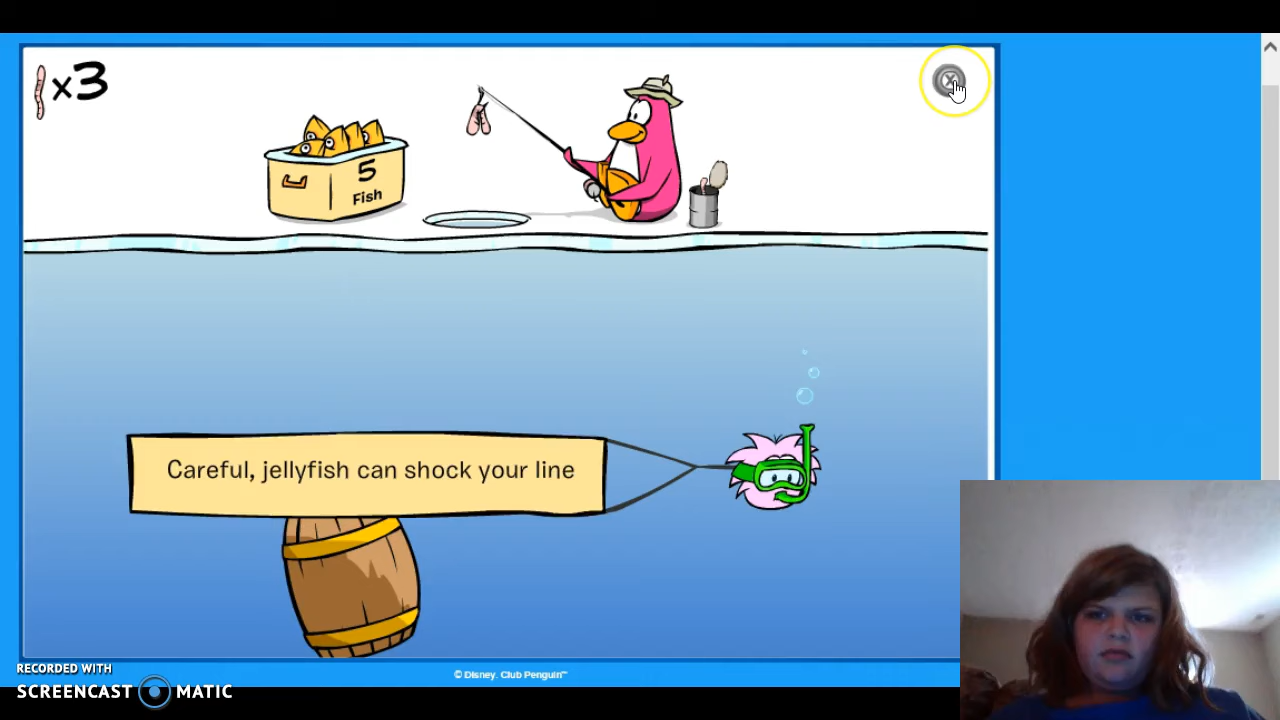 x3
5
Fish
Careful, jellyfish can shock your line
© Disney. Club Penguin™
RECORDED WITH
SCREENCAST MATIC